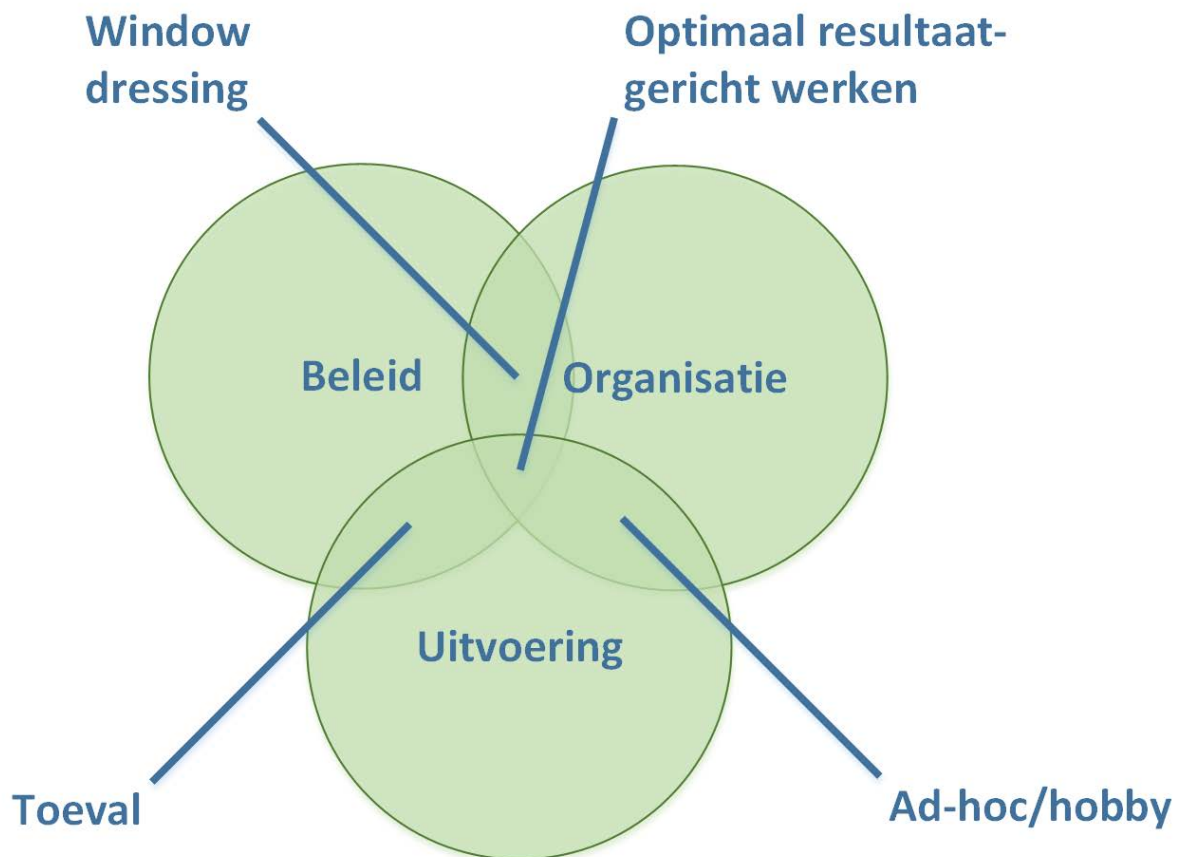 Window
dressing
Optimaal resultaat-
gericht werken
Beleid
Organisatie
Uitvoering
Toeval
Ad-hoc/hobby